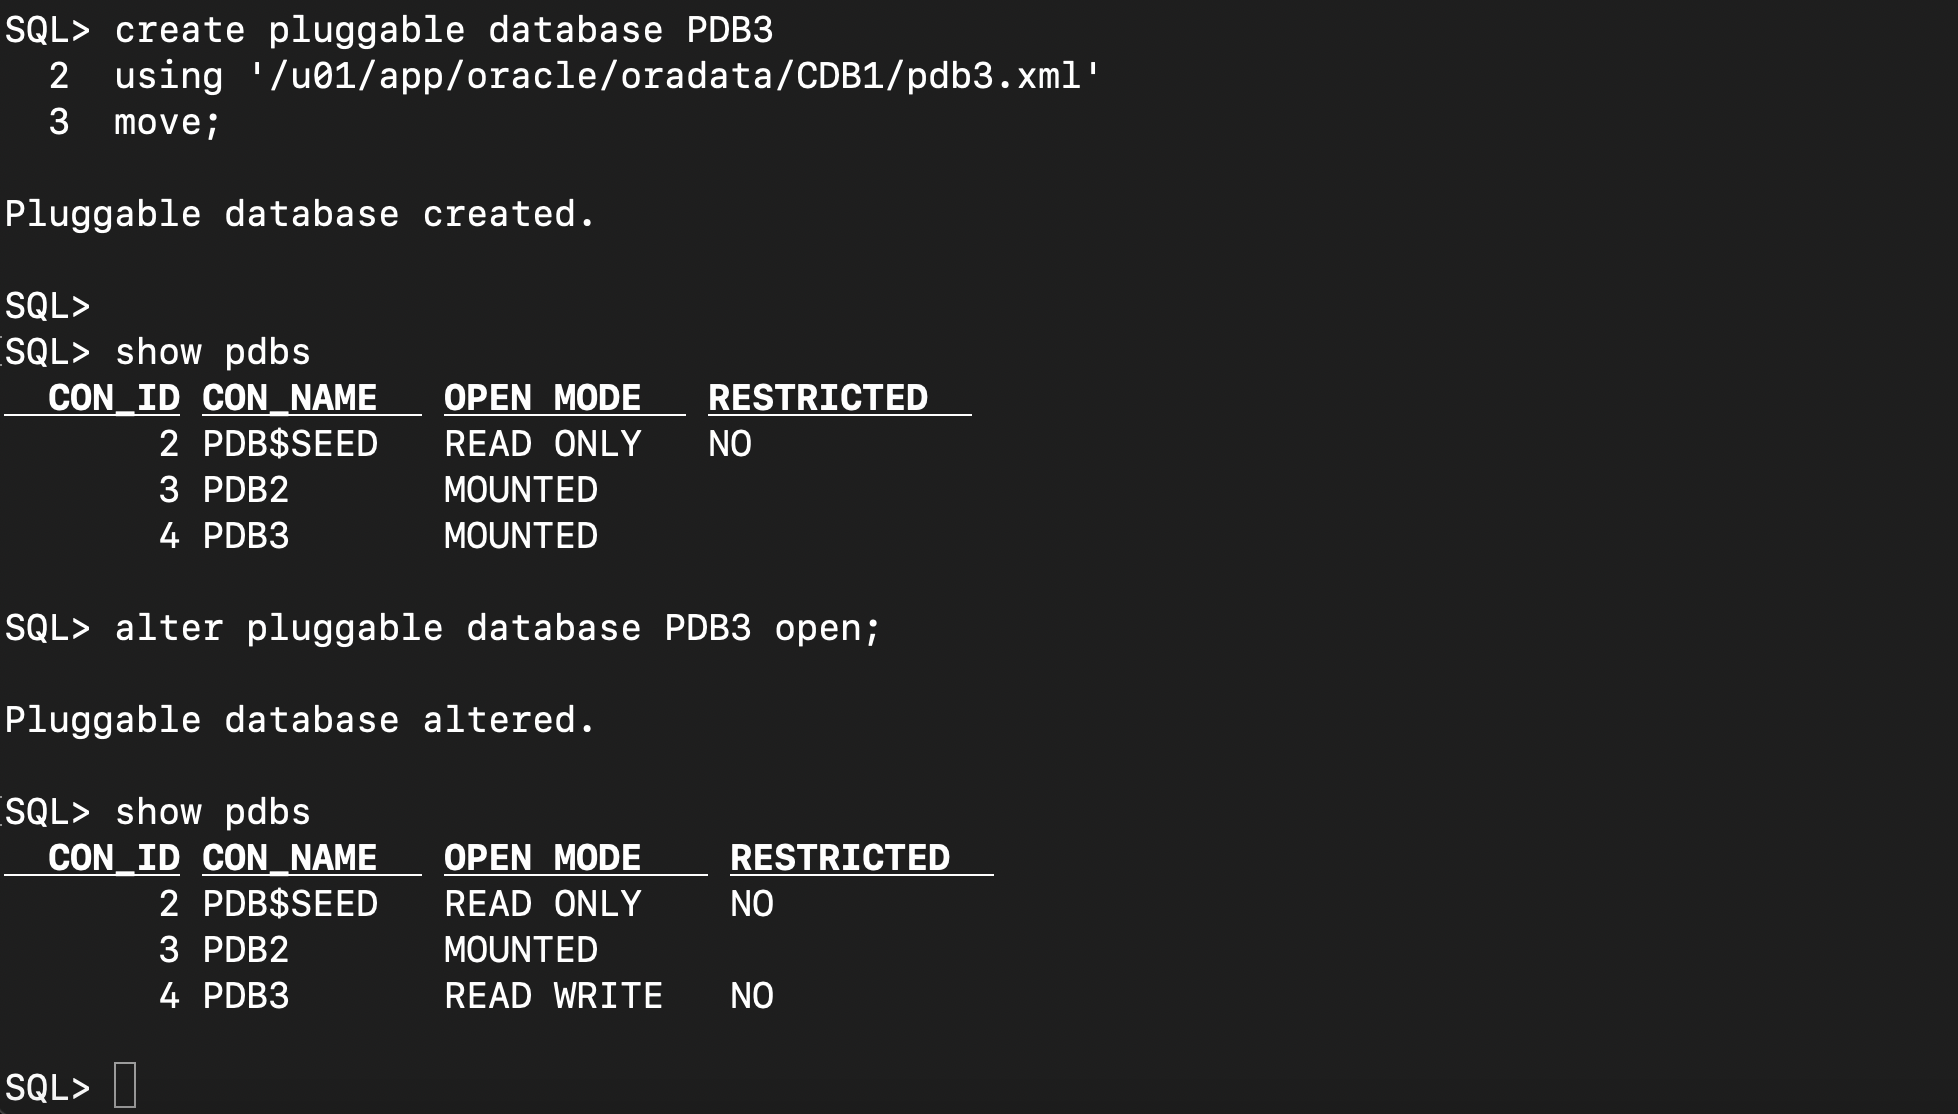 SQL> create pluggable database PDB3
  2  using '/u01/app/oracle/oradata/CDB1/pdb3.xml'
  3  move;
Pluggable database created.
SQL>
SQL> show pdbs
  CON_ID CON_NAME   OPEN MODE   RESTRICTED
       2 PDB$SEED   READ ONLY   NO
       3 PDB2       MOUNTED
       4 PDB3       MOUNTED
SQL> alter pluggable database PDB3 open;
Pluggable database altered.
SQL> show pdbs
  CON_ID CON_NAME   OPEN MODE    RESTRICTED
       2 PDB$SEED   READ ONLY    NO
       3 PDB2       MOUNTED
       4 PDB3       READ WRITE   NO
SQL>